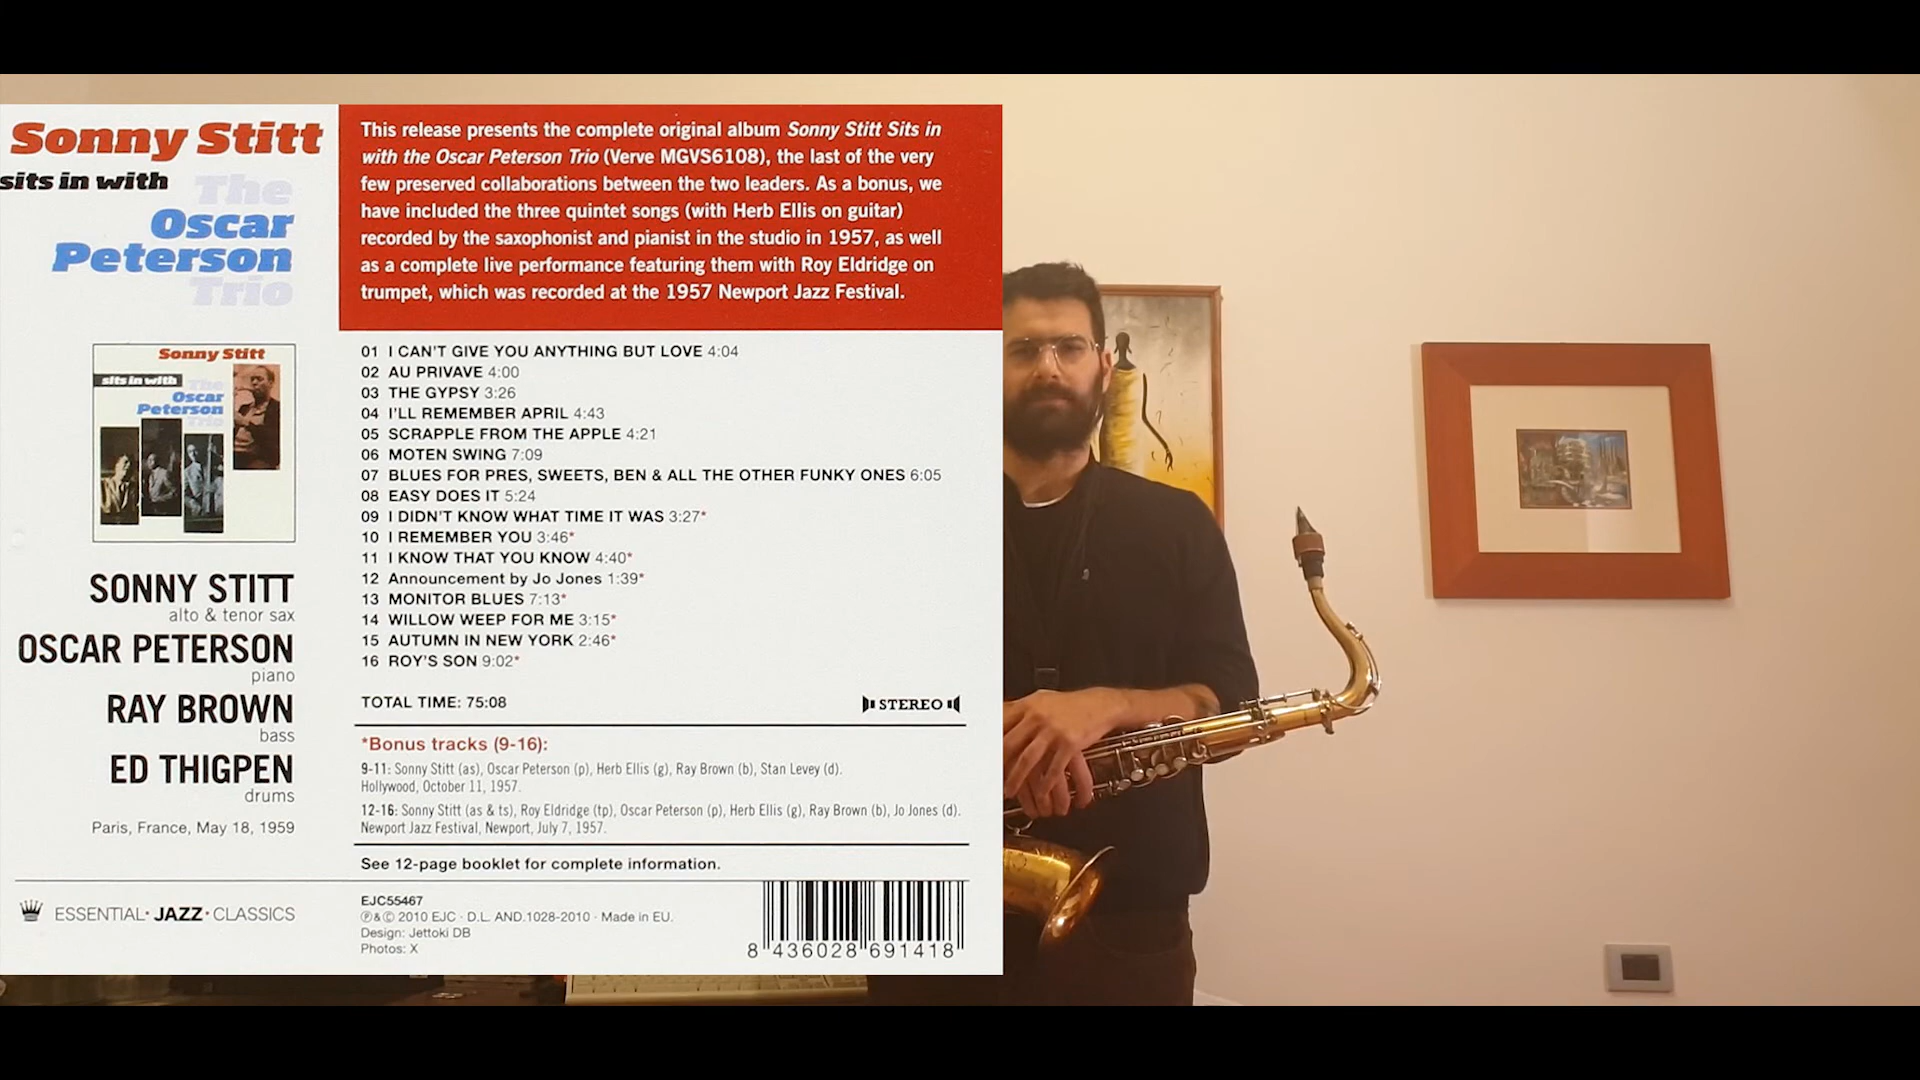 Sonny Stitt
sits in with
The
Oscar
Peterson
Trio
Sonny Stitt
sits in with
The
Oscar
Peterson
Trio
SONNY STITT
alto & tenor sax
OSCAR PETERSON
piano
RAY BROWN
bass
ED THIGPEN
drums
Paris, France, May 18, 1959
ESSENTIAL·JAZZ·CLASSICS
This release presents the complete original album Sonny Stitt Sits in
with the Oscar Peterson Trio (Verve MGVS6108), the last of the very
few preserved collaborations between the two leaders. As a bonus, we
have included the three quintet songs (with Herb Ellis on guitar)
recorded by the saxophonist and pianist in the studio in 1957, as well
as a complete live performance featuring them with Roy Eldridge on
trumpet, which was recorded at the 1957 Newport Jazz Festival.
01 I CAN'T GIVE YOU ANYTHING BUT LOVE 4:04
02 AU PRIVAVE 4:00
03 THE GYPSY 3:26
04 I'LL REMEMBER APRIL 4:43
05 SCRAPPLE FROM THE APPLE 4:21
06 MOTEN SWING 7:09
07 BLUES FOR PRES, SWEETS, BEN & ALL THE OTHER FUNKY ONES 6:05
08 EASY DOES IT 5:24
09 I DIDN'T KNOW WHAT TIME IT WAS 3:27*
10 I REMEMBER YOU 3:46*
11 I KNOW THAT YOU KNOW 4:40*
12 Announcement by Jo Jones 1:39*
13 MONITOR BLUES 7:13*
14 WILLOW WEEP FOR ME 3:15*
15 AUTUMN IN NEW YORK 2:46*
16 ROY'S SON 9:02*
TOTAL TIME: 75:08
STEREO
*Bonus tracks (9-16):
9-11: Sonny Stitt (as), Oscar Peterson (p), Herb Ellis (g), Ray Brown (b), Stan Levey (d).
Hollywood, October 11, 1957.
12-16: Sonny Stitt (as & ts), Roy Eldridge (tp), Oscar Peterson (p), Herb Ellis (g), Ray Brown (b), Jo Jones (d).
Newport Jazz Festival, Newport, July 7, 1957.
See 12-page booklet for complete information.
EJC55467
℗&© 2010 EJC · D.L. AND.1028-2010 · Made in EU.
Design: Jettoki DB
Photos: X
8 436028 691418